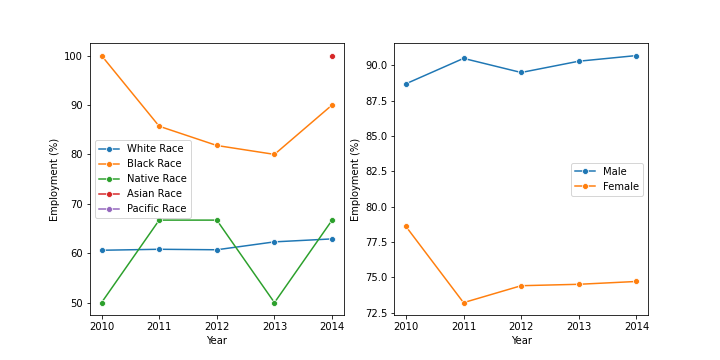 100
90
80
70
60
50
Employment (%)
White Race
Black Race
Native Race
Asian Race
Pacific Race
2010 2011 2012 2013 2014
Year
90.0
87.5
85.0
82.5
80.0
77.5
75.0
72.5
Employment (%)
Male
Female
2010 2011 2012 2013 2014
Year